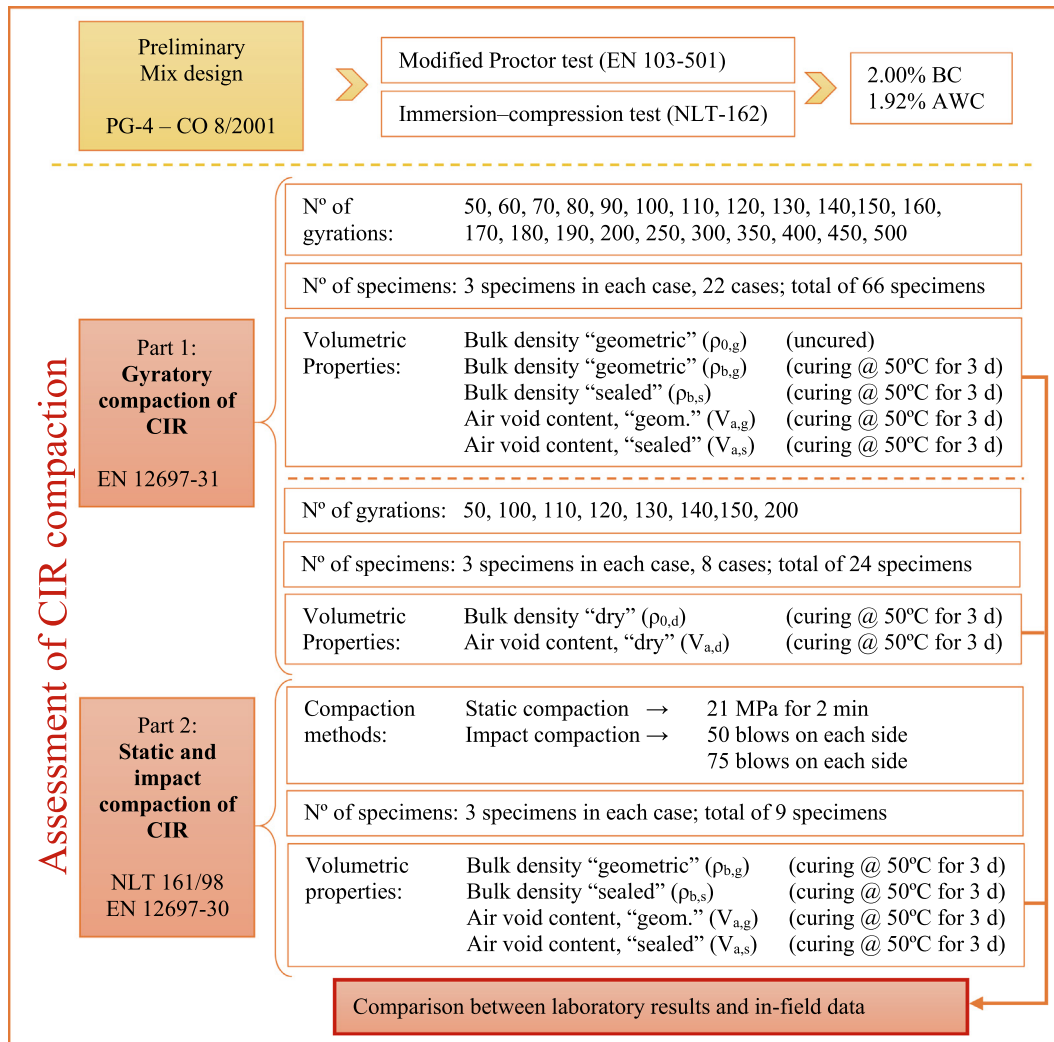 Preliminary
Mix design
PG-4 – CO 8/2001
Modified Proctor test (EN 103-501)
Immersion–compression test (NLT-162)
2.00% BC
1.92% AWC
Assessment of CIR compaction
Part 1:
Gyratory
compaction of
CIR
EN 12697-31
Nº of gyrations: 50, 60, 70, 80, 90, 100, 110, 120, 130, 140,150, 160,
170, 180, 190, 200, 250, 300, 350, 400, 450, 500
Nº of specimens: 3 specimens in each case, 22 cases; total of 66 specimens
Volumetric Bulk density “geometric” (ρ0,g) (uncured)
Properties: Bulk density “geometric” (ρb,g) (curing @ 50ºC for 3 d)
Bulk density “sealed” (ρb,s) (curing @ 50ºC for 3 d)
Air void content, “geom.” (Va,g) (curing @ 50ºC for 3 d)
Air void content, “sealed” (Va,s) (curing @ 50ºC for 3 d)
Nº of gyrations: 50, 100, 110, 120, 130, 140,150, 200
Nº of specimens: 3 specimens in each case, 8 cases; total of 24 specimens
Volumetric Bulk density “dry” (ρ0,d) (curing @ 50ºC for 3 d)
Properties: Air void content, “dry” (Va,d) (curing @ 50ºC for 3 d)
Part 2:
Static and
impact
compaction of
CIR
NLT 161/98
EN 12697-30
Compaction Static compaction → 21 MPa for 2 min
methods: Impact compaction → 50 blows on each side
75 blows on each side
Nº of specimens: 3 specimens in each case; total of 9 specimens
Volumetric Bulk density “geometric” (ρb,g) (curing @ 50ºC for 3 d)
properties: Bulk density “sealed” (ρb,s) (curing @ 50ºC for 3 d)
Air void content, “geom.” (Va,g) (curing @ 50ºC for 3 d)
Air void content, “sealed” (Va,s) (curing @ 50ºC for 3 d)
Comparison between laboratory results and in-field data